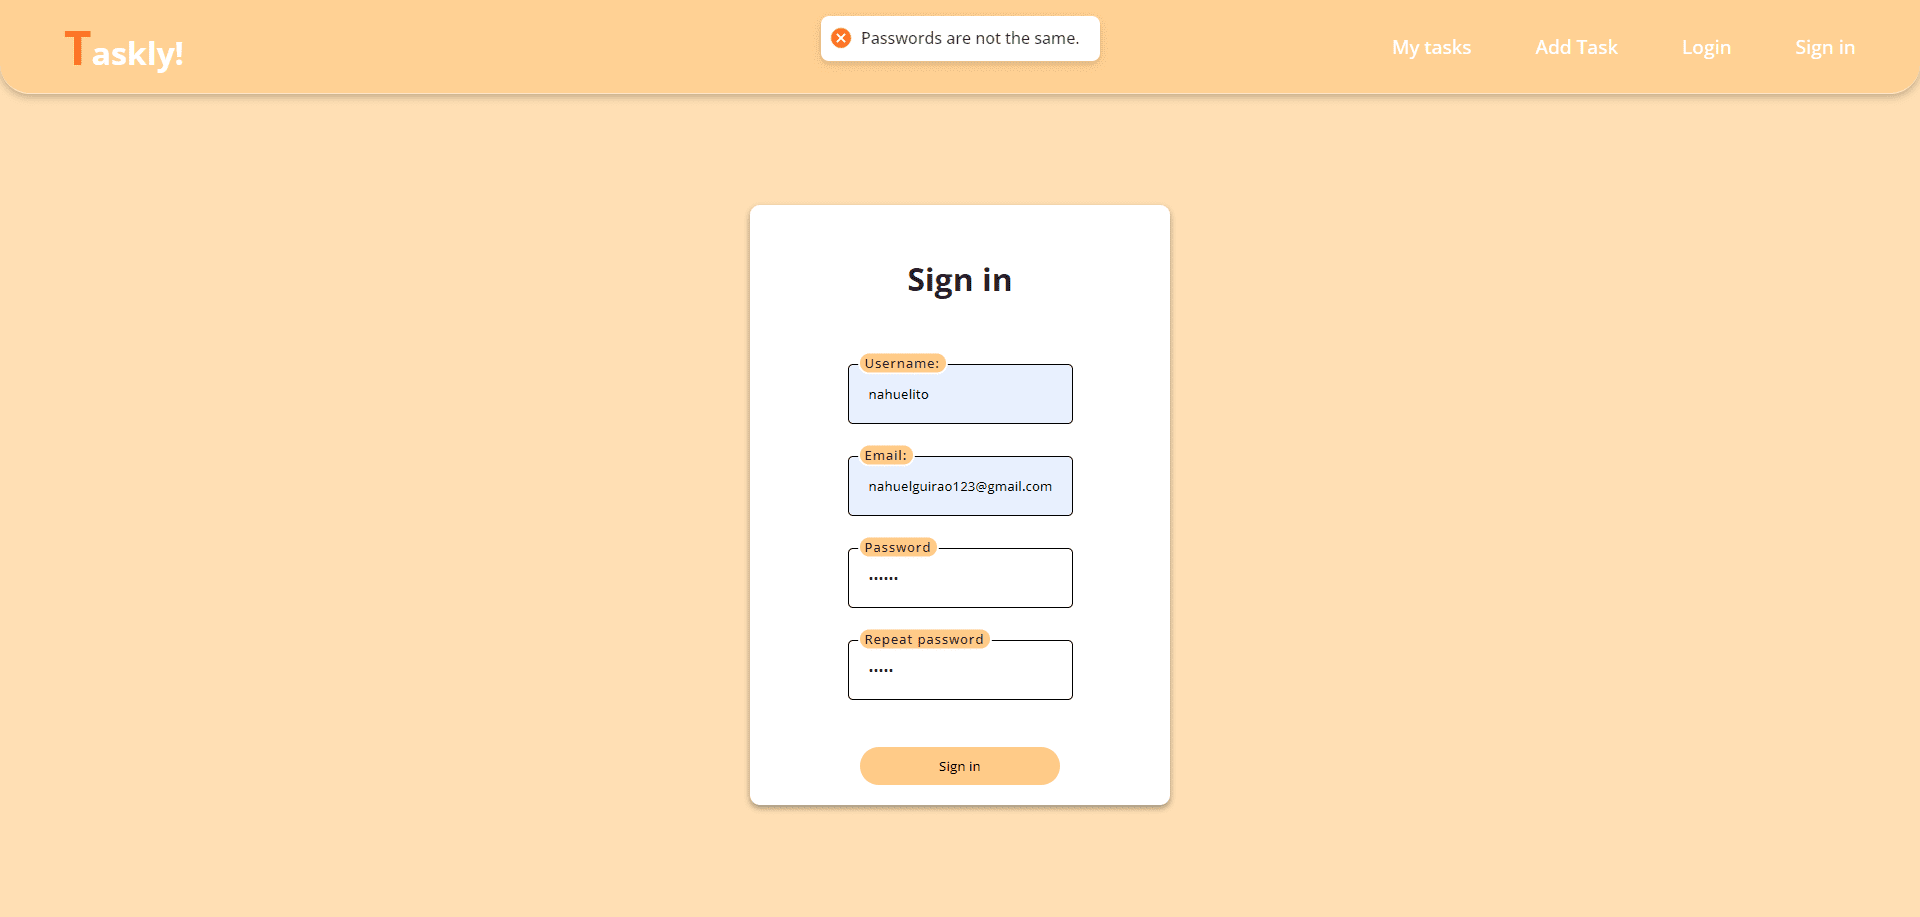 Taskly!
Passwords are not the same.
My tasks
Add Task
Login
Sign in
Sign in
Username:
nahuelito
Email:
nahuelguirao123@gmail.com
Password
••••••
Repeat password
•••••
Sign in